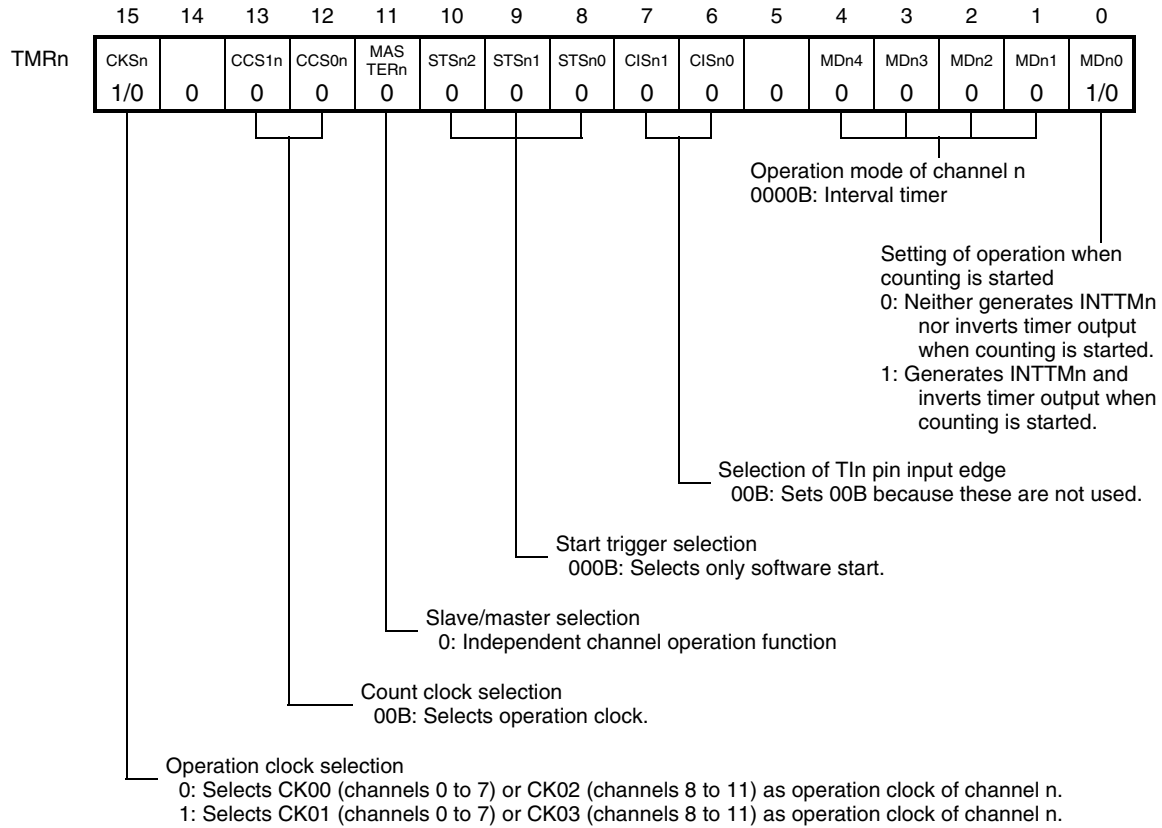 15 14 13 12 11 10 9 8 7 6 5 4 3 2 1 0
TMRn
CKSn CCS1n CCS0n MAS TERn STSn2 STSn1 STSn0 CISn1 CISn0 MDn4 MDn3 MDn2 MDn1 MDn0
1/0 0 0 0 0 0 0 0 0 0 0 0 0 0 0 1/0
Operation mode of channel n
0000B: Interval timer
Setting of operation when
counting is started
0: Neither generates INTTMn
nor inverts timer output
when counting is started.
1: Generates INTTMn and
inverts timer output when
counting is started.
Selection of TIn pin input edge
00B: Sets 00B because these are not used.
Start trigger selection
000B: Selects only software start.
Slave/master selection
0: Independent channel operation function
Count clock selection
00B: Selects operation clock.
Operation clock selection
0: Selects CK00 (channels 0 to 7) or CK02 (channels 8 to 11) as operation clock of channel n.
1: Selects CK01 (channels 0 to 7) or CK03 (channels 8 to 11) as operation clock of channel n.